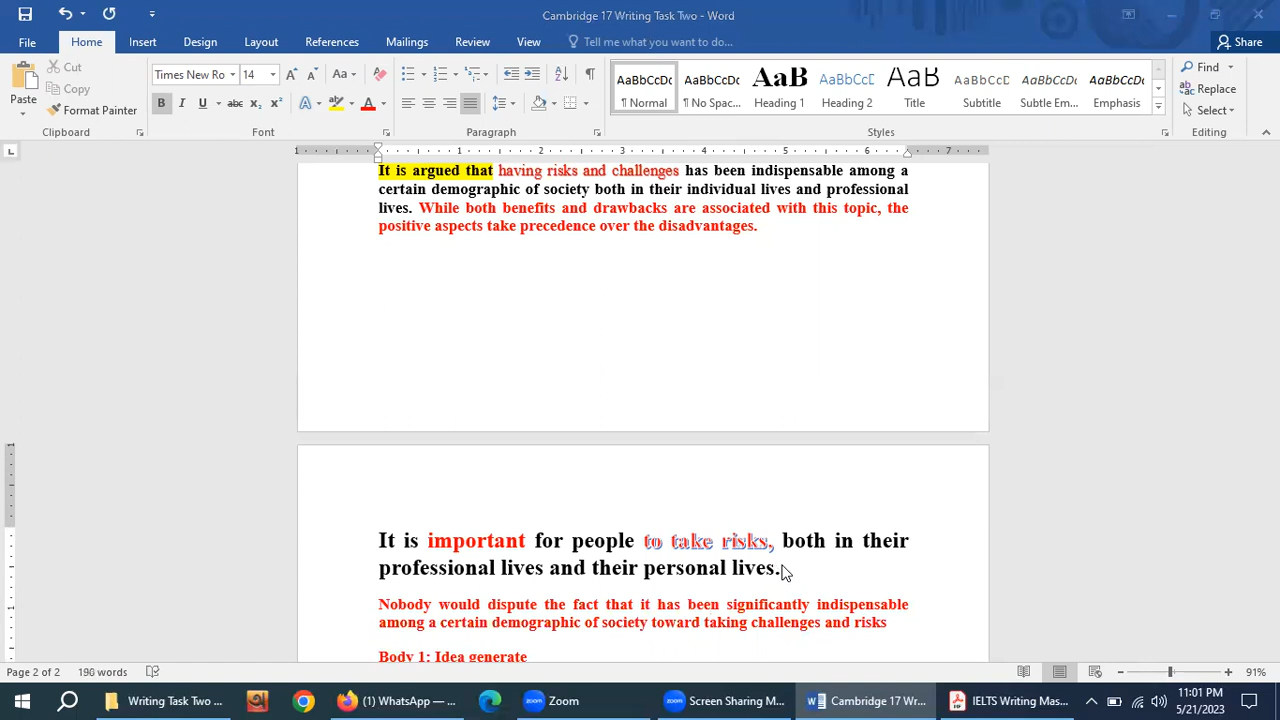 Cambridge 17 Writing Task Two - Word
File Home Insert Design Layout References Mailings Review View Tell me what you want to do... Share
Paste Cut Copy Format Painter Clipboard
Times New Ro 14 Font
Paragraph
AaBbCcDc ¶ Normal AaBbCcDc ¶ No Spac... AaB Heading AaBbCcD Heading 2 AaB Title AaBbCcD Subtitle AaBbCcDc Subtle Em... AaBbCcDc Emphasis Styles
Find Replace Select Editing
1 1 2 3 4 5 6 7
It is argued that having risks and challenges has been indispensable among a
certain demographic of society both in their individual lives and professional
lives. While both benefits and drawbacks are associated with this topic, the
positive aspects take precedence over the disadvantages.
It is important for people to take risks, both in their
professional lives and their personal lives.
Nobody would dispute the fact that it has been significantly indispensable
among a certain demographic of society toward taking challenges and risks
Body 1: Idea generate
Page 2 of 2 196 words 91%
Writing Task Two ... (1) WhatsApp — ... Zoom Screen Sharing M... Cambridge 17 Wr... IELTS Writing Mas... 11:01 PM
5/21/2023